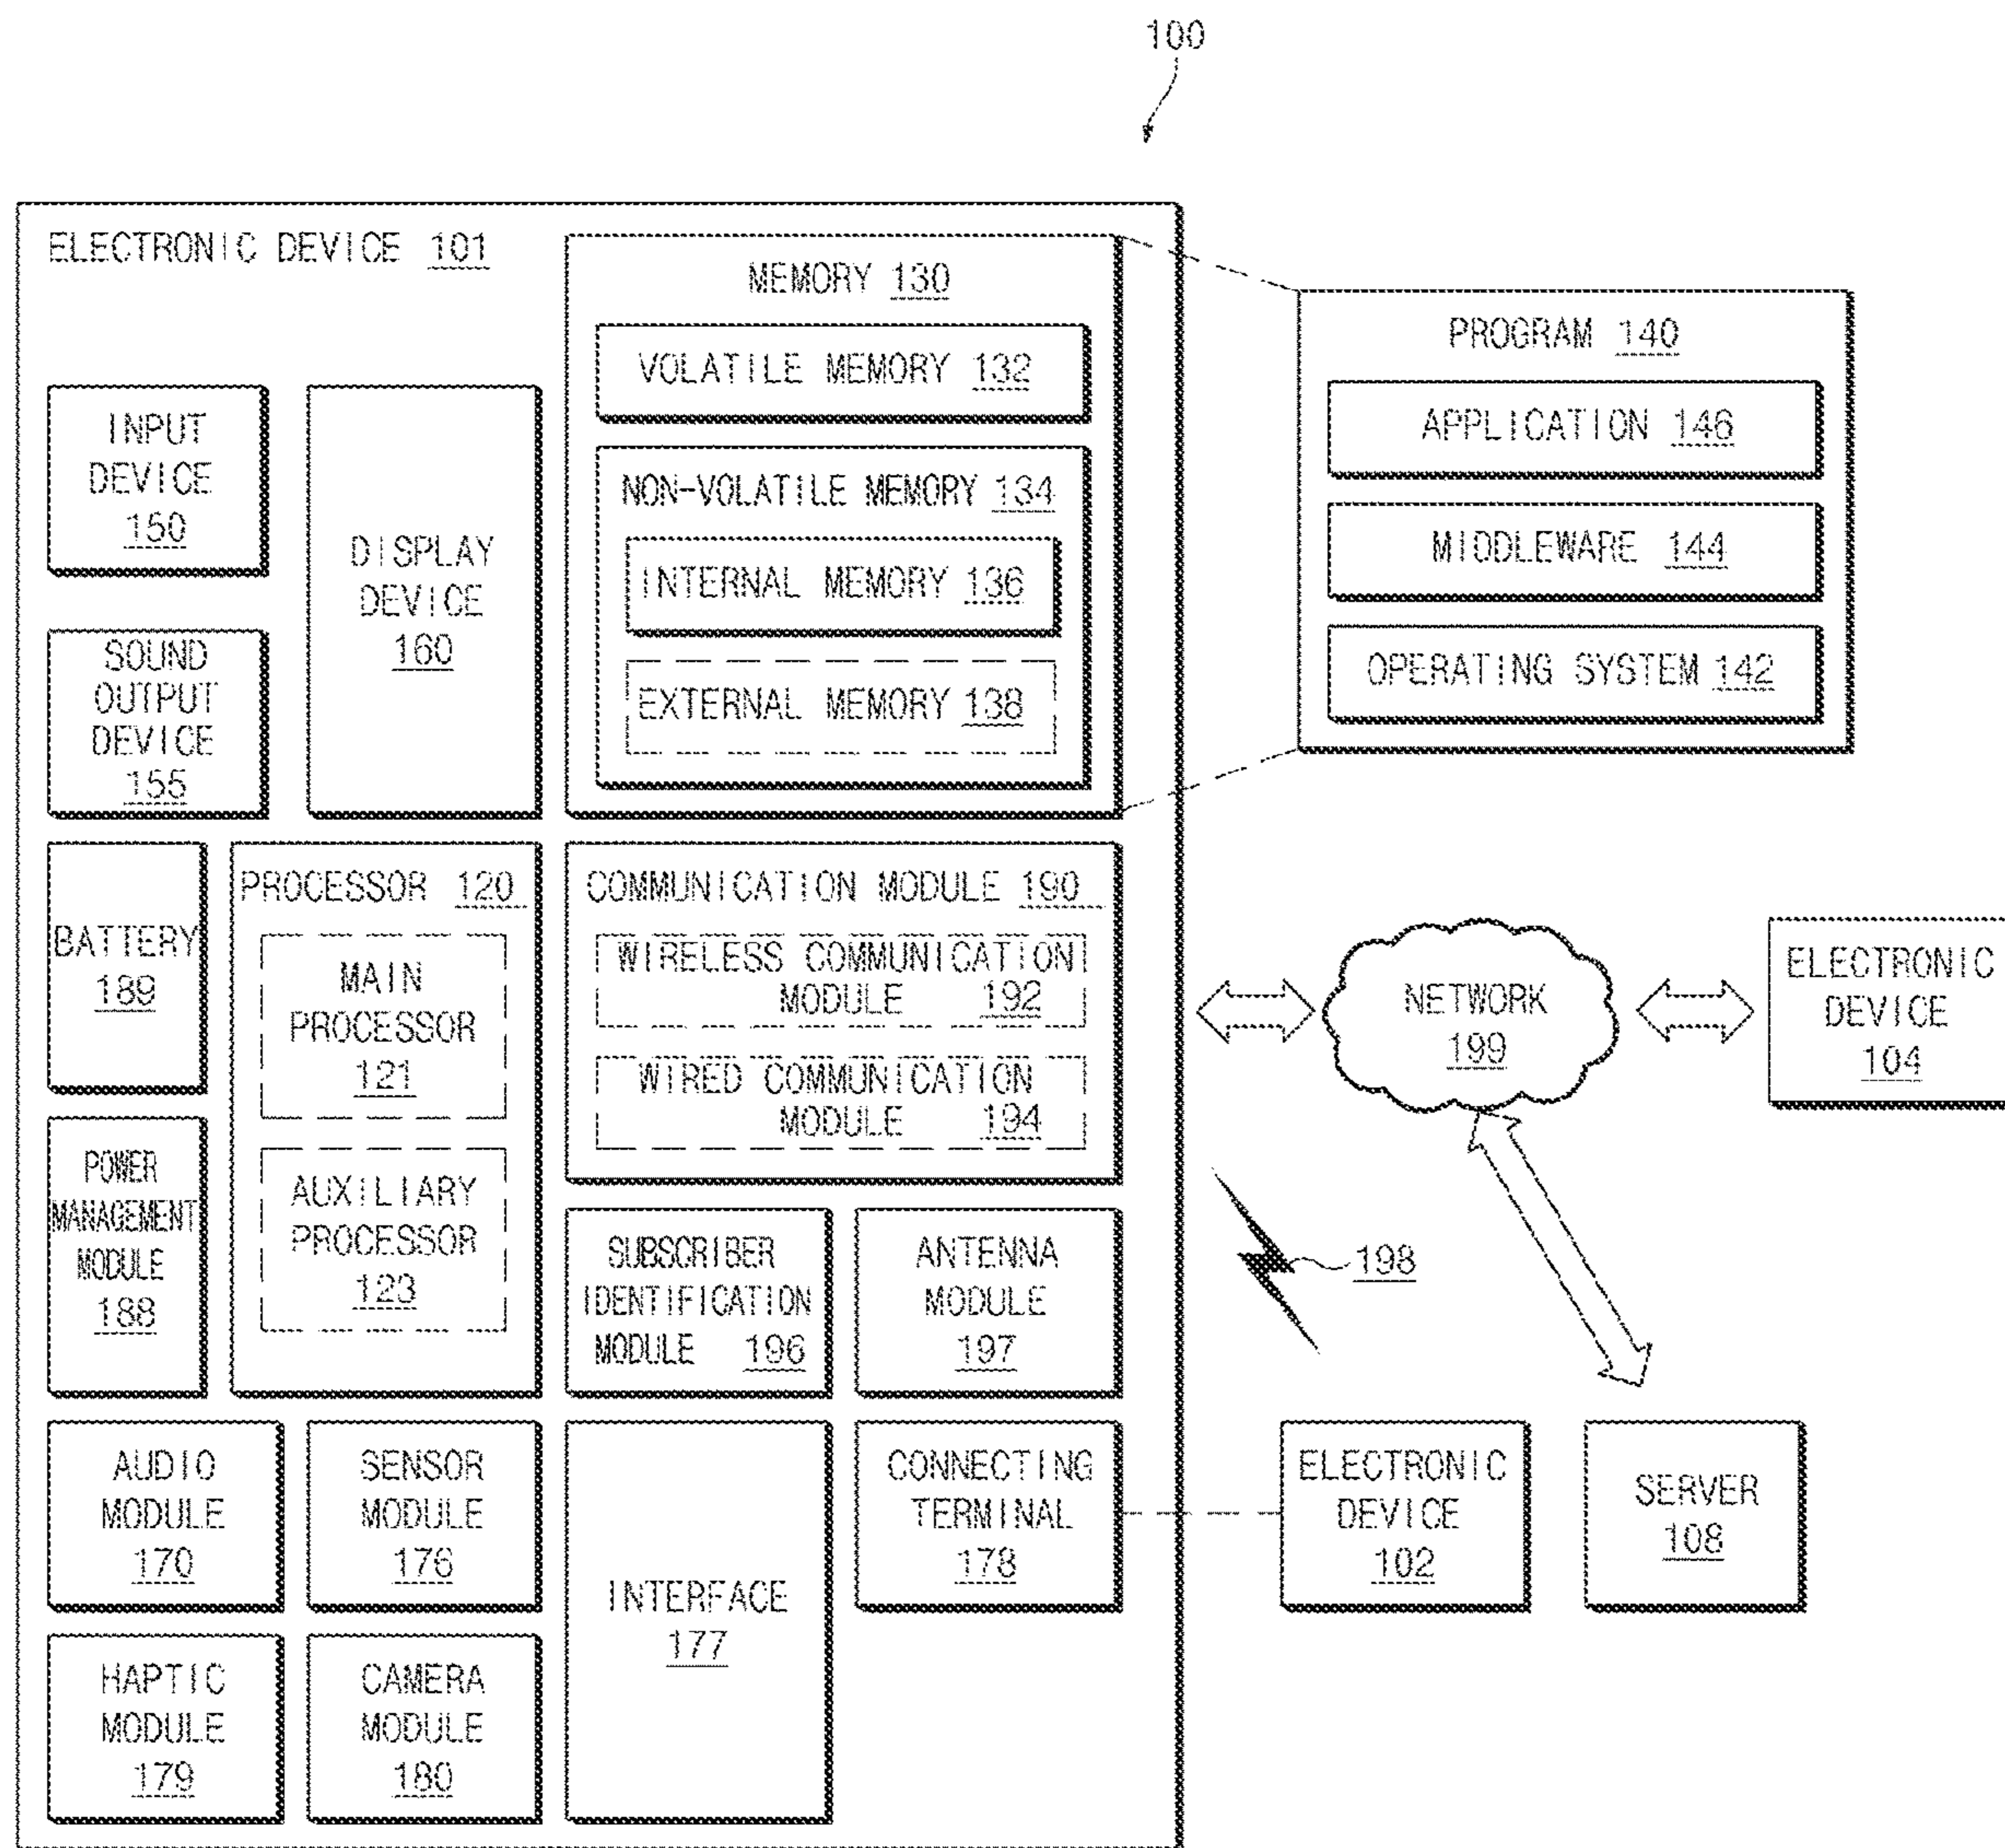 100
ELECTRONIC DEVICE 101
MEMORY 130
VOLATILE MEMORY 132
NON-VOLATILE MEMORY 134
INTERNAL MEMORY 136
EXTERNAL MEMORY 138
PROGRAM 140
APPLICATION 146
MIDDLEWARE 144
OPERATING SYSTEM 142
INPUT
DEVICE
150
DISPLAY
DEVICE
160
SOUND
OUTPUT
DEVICE
155
BATTERY
189
PROCESSOR 120
MAIN
PROCESSOR
121
AUXILIARY
PROCESSOR
123
POWER
MANAGEMENT
MODULE
188
COMMUNICATION MODULE 190
WIRELESS COMMUNICATION
MODULE 192
WIRED COMMUNICATION
MODULE 194
NETWORK
199
ELECTRONIC
DEVICE
104
SUBSCRIBER
IDENTIFICATION
MODULE 196
ANTENNA
MODULE
197
198
AUDIO
MODULE
170
SENSOR
MODULE
176
INTERFACE
177
CONNECTING
TERMINAL
178
ELECTRONIC
DEVICE
102
SERVER
108
HAPTIC
MODULE
179
CAMERA
MODULE
180